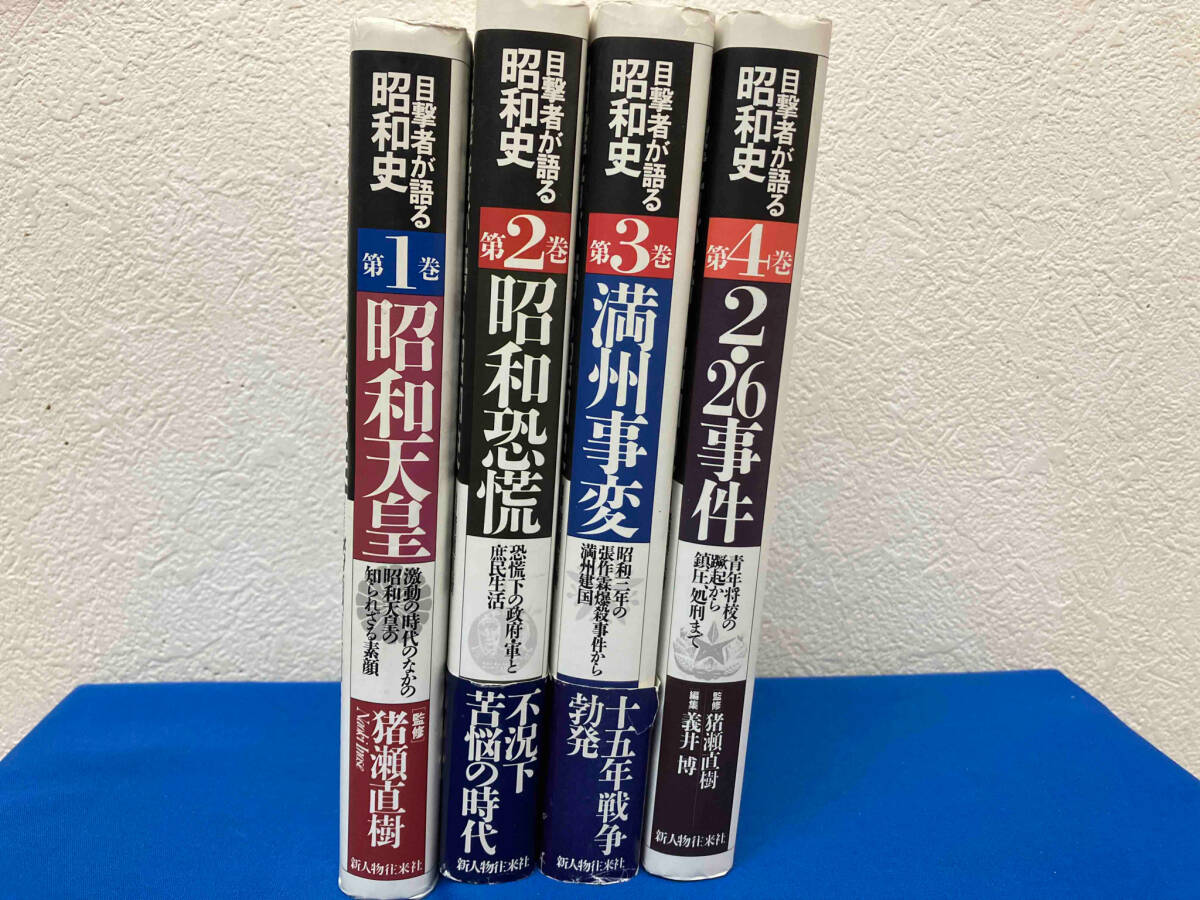 目撃者が語る
昭和史
第1巻
昭和天皇
激動の時代のなかの
昭和天皇の
知られざる素顔
[監修]
猪瀬直樹
Naoki Inose
新人物往来社
目撃者が語る
昭和史
第2巻
昭和恐慌
恐慌下の政府・軍と
庶民生活
不況下
苦悩の時代
新人物往来社
目撃者が語る
昭和史
第3巻
満州事変
昭和三年の
張作霖爆殺事件から
満州建国
十五年戦争
勃発
新人物往来社
目撃者が語る
昭和史
第4巻
2・26事件
青年将校の
蹶起から
鎮圧、処刑まで
監修 猪瀬直樹
編集 義井 博
新人物往来社